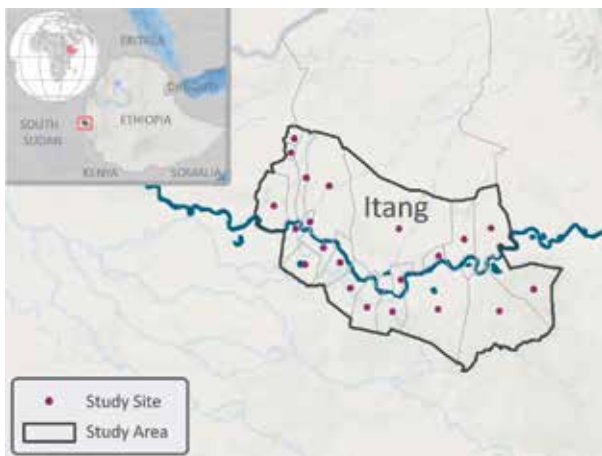 ERITREA
DJIBOUTI
SOUTH
SUDAN
ETHIOPIA
KENYA
SOMALIA
Itang
Study Site
Study Area